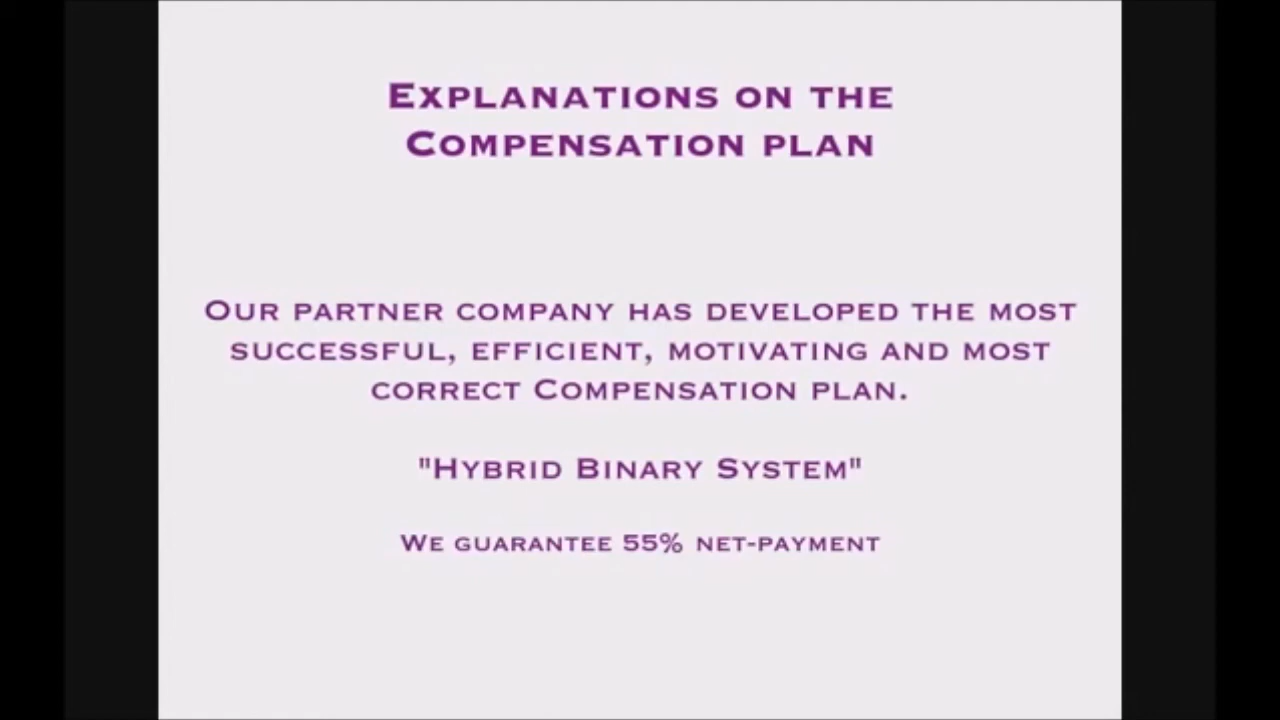 Explanations on the
Compensation plan
Our partner company has developed the most
successful, efficient, motivating and most
correct Compensation plan.
"Hybrid Binary System"
We guarantee 55% net-payment